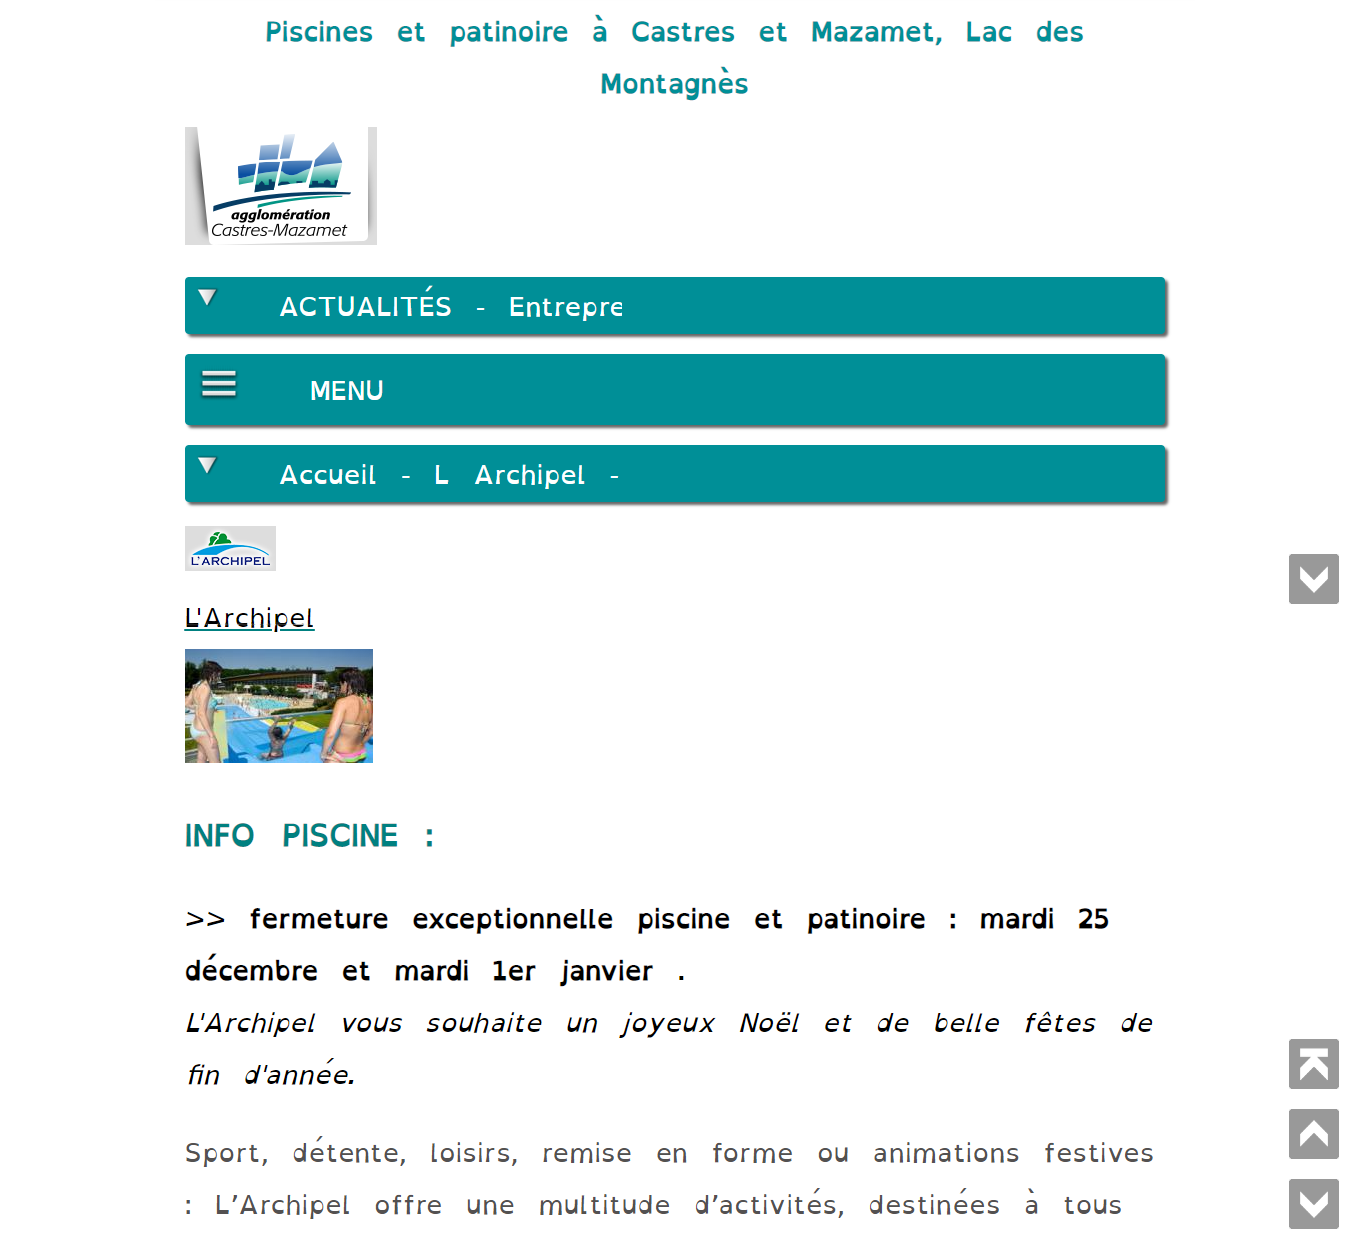 Piscines et patinoire à Castres et Mazamet, Lac des
Montagnès
agglomération
Castres-Mazamet
ACTUALITÉS - Entrepre
MENU
Accueil - L Archipel -
L'ARCHIPEL
L'Archipel
INFO PISCINE :
>> fermeture exceptionnelle piscine et patinoire : mardi 25
décembre et mardi 1er janvier .
L'Archipel vous souhaite un joyeux Noël et de belle fêtes de
fin d'année.
Sport, détente, loisirs, remise en forme ou animations festives
: L’Archipel offre une multitude d’activités, destinées à tous